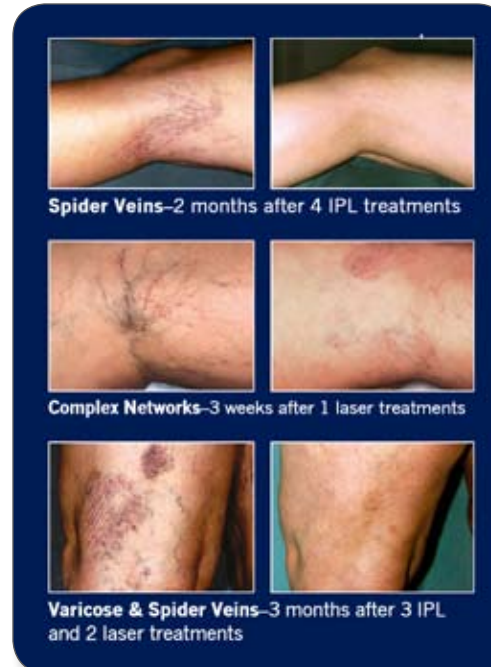 Spider Veins–2 months after 4 IPL treatments
Complex Networks–3 weeks after 1 laser treatments
Varicose & Spider Veins–3 months after 3 IPL
and 2 laser treatments